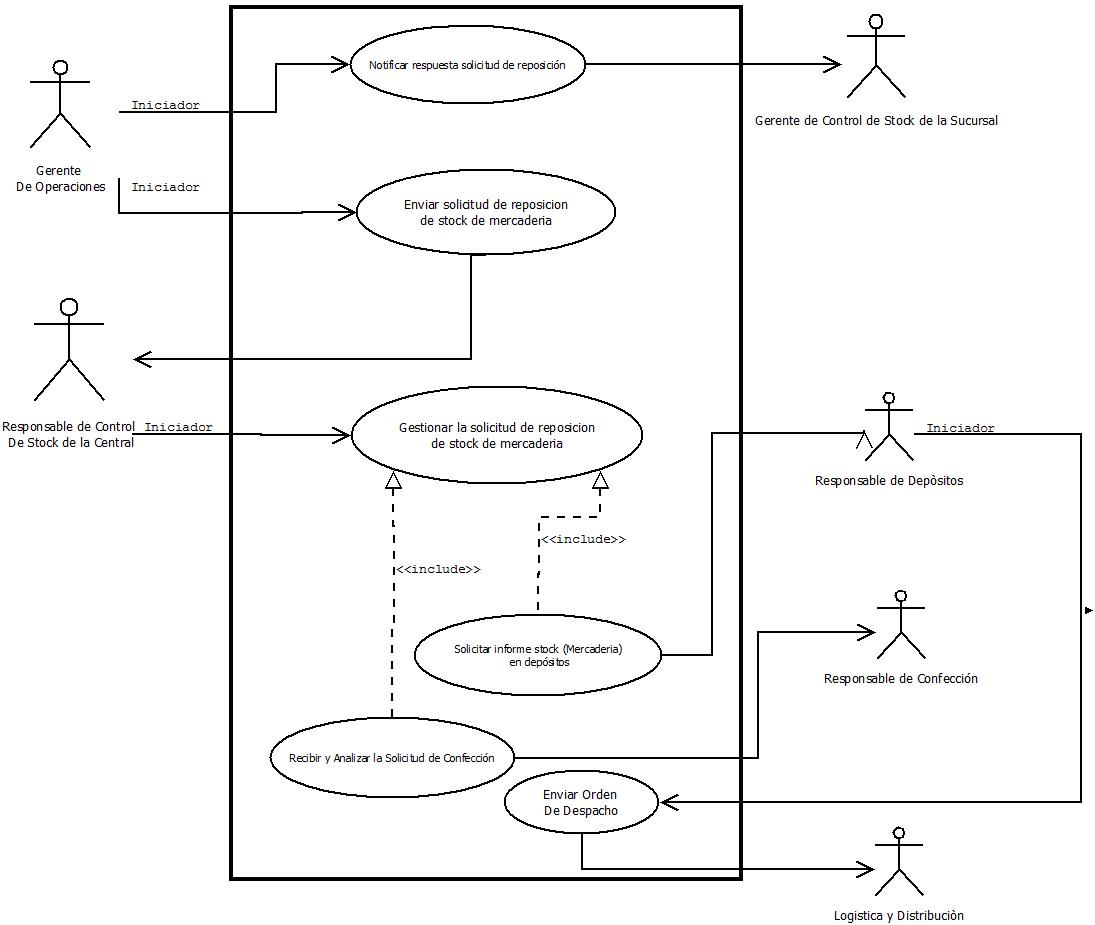 Notificar respuesta solicitud de reposición
Gerente de Control de Stock de la Sucursal
Iniciador
Gerente
De Operaciones
Iniciador
Enviar solicitud de reposicion
de stock de mercaderia
Responsable de Control
De Stock de la Central
Iniciador
Gestionar la solicitud de reposicion
de stock de mercaderia
Iniciador
Responsable de Depòsitos
<<include>>
<<include>>
Solicitar informe stock (Mercaderia)
en depósitos
Responsable de Confección
Recibir y Analizar la Solicitud de Confección
Enviar Orden
De Despacho
Logistica y Distribuciòn